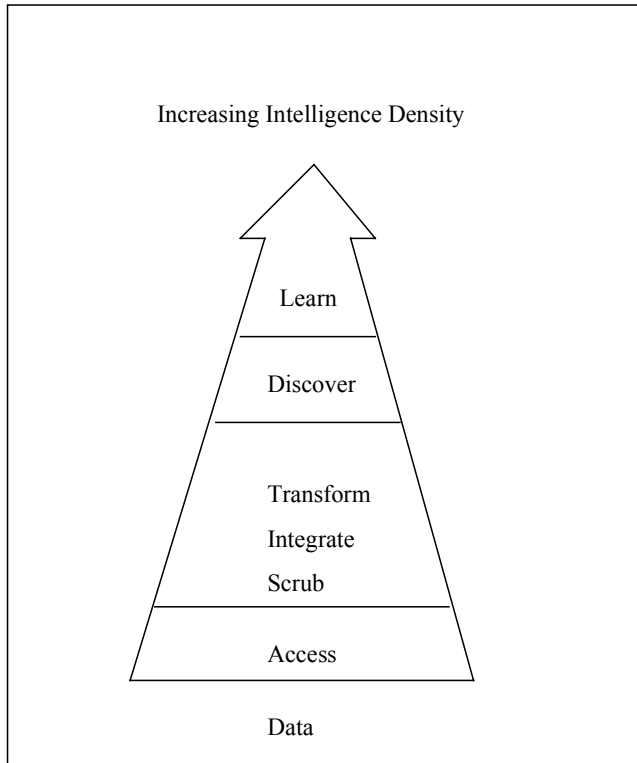 Increasing Intelligence Density
Learn
Discover
Transform
Integrate
Scrub
Access
Data